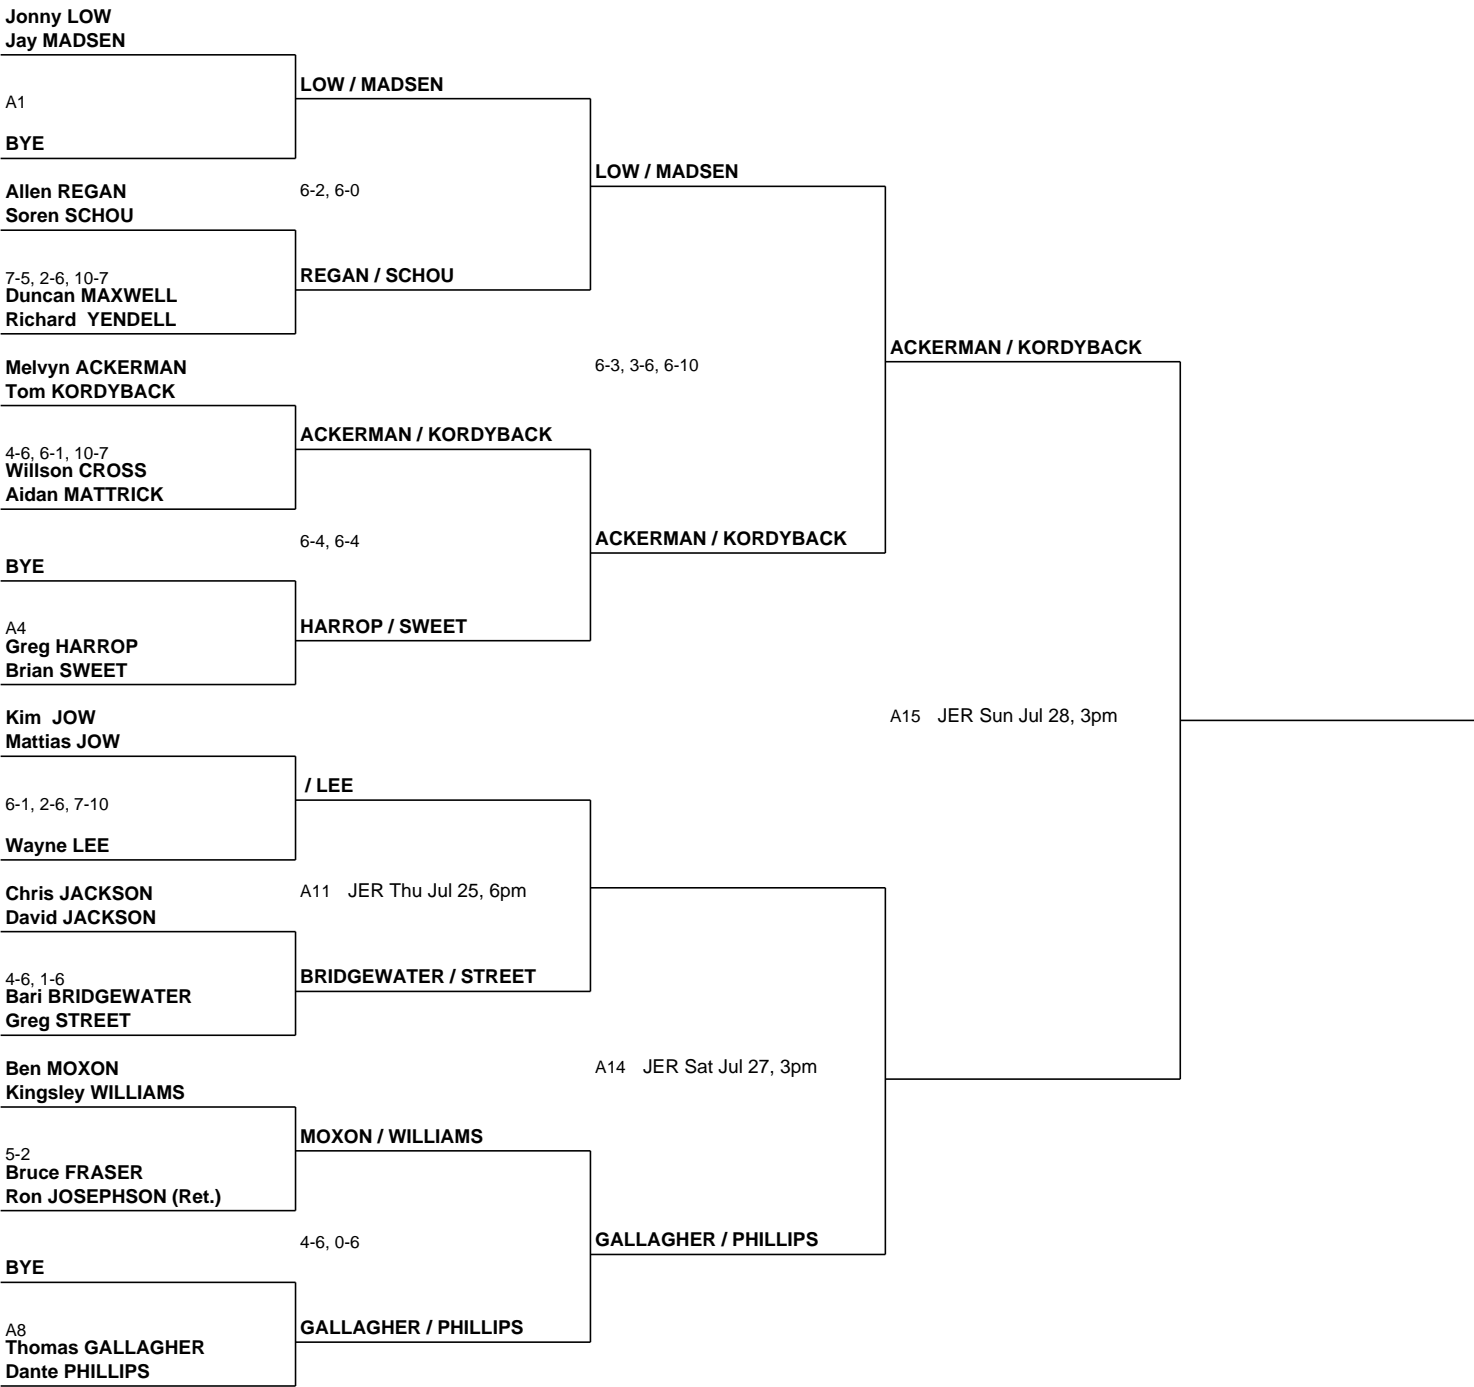 Jonny LOW
Jay MADSEN
A1
BYE
Allen REGAN
Soren SCHOU
7-5, 2-6, 10-7
Duncan MAXWELL
Richard  YENDELL
Melvyn ACKERMAN
Tom KORDYBACK
4-6, 6-1, 10-7
Willson CROSS
Aidan MATTRICK
BYE
A4
Greg HARROP
Brian SWEET
Kim  JOW
Mattias JOW
6-1, 2-6, 7-10
Wayne LEE
Chris JACKSON
David JACKSON
4-6, 1-6
Bari BRIDGEWATER
Greg STREET
Ben MOXON
Kingsley WILLIAMS
5-2
Bruce FRASER
Ron JOSEPHSON (Ret.)
BYE
A8
Thomas GALLAGHER
Dante PHILLIPS
LOW / MADSEN
6-2, 6-0
REGAN / SCHOU
ACKERMAN / KORDYBACK
6-4, 6-4
HARROP / SWEET
/ LEE
A11 JER Thu Jul 25, 6pm
BRIDGEWATER / STREET
MOXON / WILLIAMS
4-6, 0-6
GALLAGHER / PHILLIPS
LOW / MADSEN
6-3, 3-6, 6-10
ACKERMAN / KORDYBACK
A14 JER Sat Jul 27, 3pm
GALLAGHER / PHILLIPS
ACKERMAN / KORDYBACK
A15 JER Sun Jul 28, 3pm